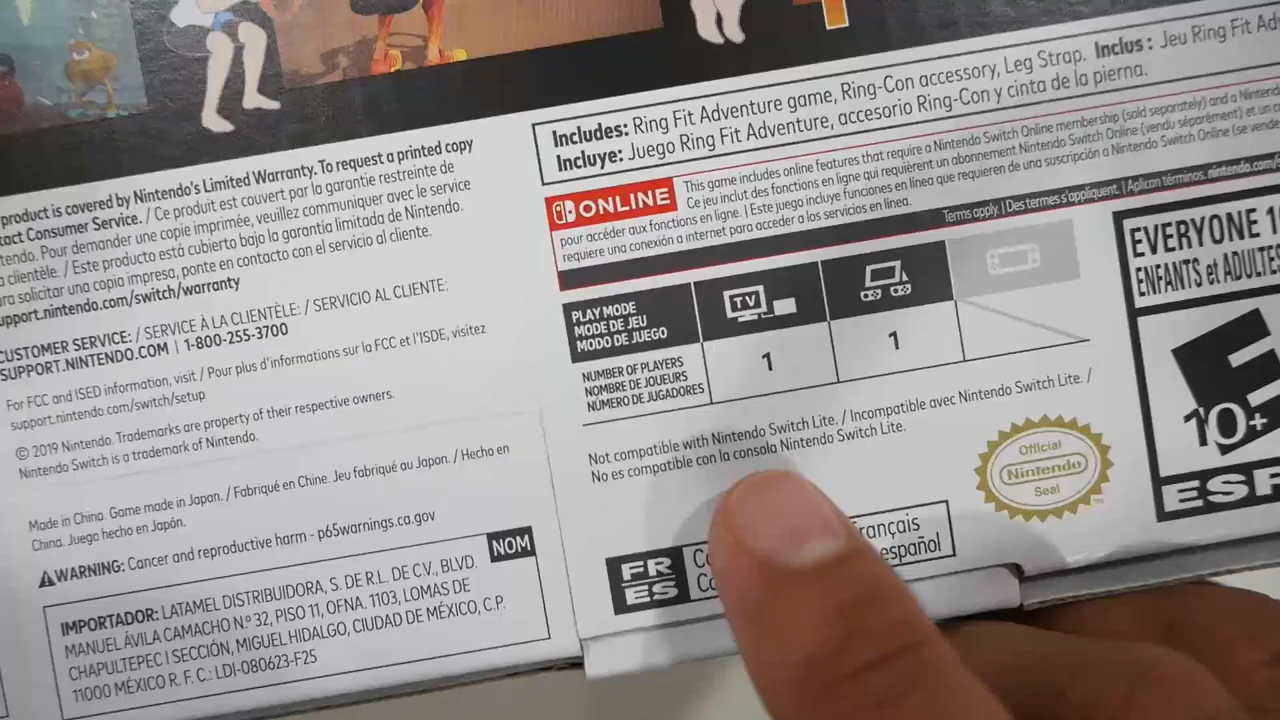 product is covered by Nintendo's Limited Warranty. To request a printed copy
tact Consumer Service. / Ce produit est couvert par la garantie restreinte de
tendo. Pour demander une copie imprimée, veuillez communiquer avec le service
clientèle. / Este producto está cubierto bajo la garantía limitada de Nintendo.
ra solicitar una copia impresa, ponte en contacto con el servicio al cliente.
upport.nintendo.com/switch/warranty
CUSTOMER SERVICE: / SERVICE À LA CLIENTÈLE: / SERVICIO AL CLIENTE:
SUPPORT.NINTENDO.COM | 1-800-255-3700
For FCC and ISED information, visit / Pour plus d'informations sur la FCC et l'ISDE, visitez
support.nintendo.com/switch/setup
© 2019 Nintendo. Trademarks are property of their respective owners.
Nintendo Switch is a trademark of Nintendo.
Made in China. Game made in Japan. / Fabriqué en Chine. Jeu fabriqué au Japon. / Hecho en
China. Juego hecho en Japón.
WARNING: Cancer and reproductive harm - p65warnings.ca.gov
NOM
IMPORTADOR: LATAMEL DISTRIBUIDORA, S. DE R.L. DE C.V., BLVD.
MANUEL ÁVILA CAMACHO N.º 32, PISO 11, OFNA. 1103, LOMAS DE
CHAPULTEPEC I SECCIÓN, MIGUEL HIDALGO, CIUDAD DE MÉXICO, C.P.
11000 MÉXICO R. F. C.: LDI-080623-F25
Includes: Ring Fit Adventure game, Ring-Con accessory, Leg Strap. Inclus : Jeu Ring Fit Ad
Incluye: Juego Ring Fit Adventure, accesorio Ring-Con y cinta de la pierna.
ONLINE
This game includes online features that require a Nintendo Switch Online membership (sold separately) and a Nintend
Ce jeu inclut des fonctions en ligne qui requièrent un abonnement Nintendo Switch Online (vendu séparément) et un
pour accéder aux fonctions en ligne. | Este juego incluye funciones en línea que requieren de una suscripción a Nintendo Switch Online (se vende
requiere una conexión a internet para acceder a los servicios en línea.
Terms apply. | Des termes s'appliquent. | Aplican términos. nintendo.com/
PLAY MODE
MODE DE JEU
MODO DE JUEGO
TV
NUMBER OF PLAYERS
NOMBRE DE JOUEURS
NÚMERO DE JUGADORES
1
1
Not compatible with Nintendo Switch Lite. / Incompatible avec Nintendo Switch Lite. /
No es compatible con la consola Nintendo Switch Lite.
Official
Nintendo
Seal
TM
FR
ES
Co
Co
rançais
español
EVERYONE 1
ENFANTS et ADULTES
E
10+
ESR